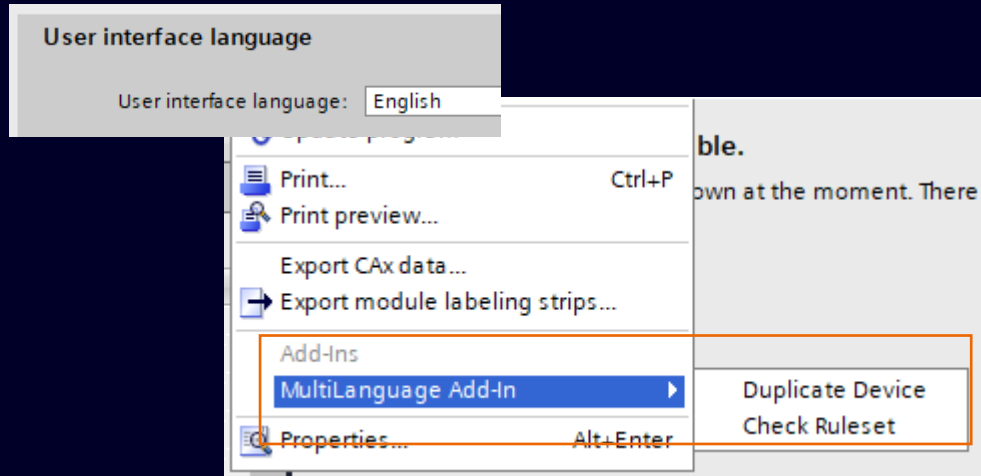 User interface language
User interface language: English
ble.
Print... Ctrl+P
own at the moment. There
Print preview...
Export CAx data...
Export module labeling strips...
Add-Ins
MultiLanguage Add-In
Duplicate Device
Check Ruleset
Properties... Alt+Enter